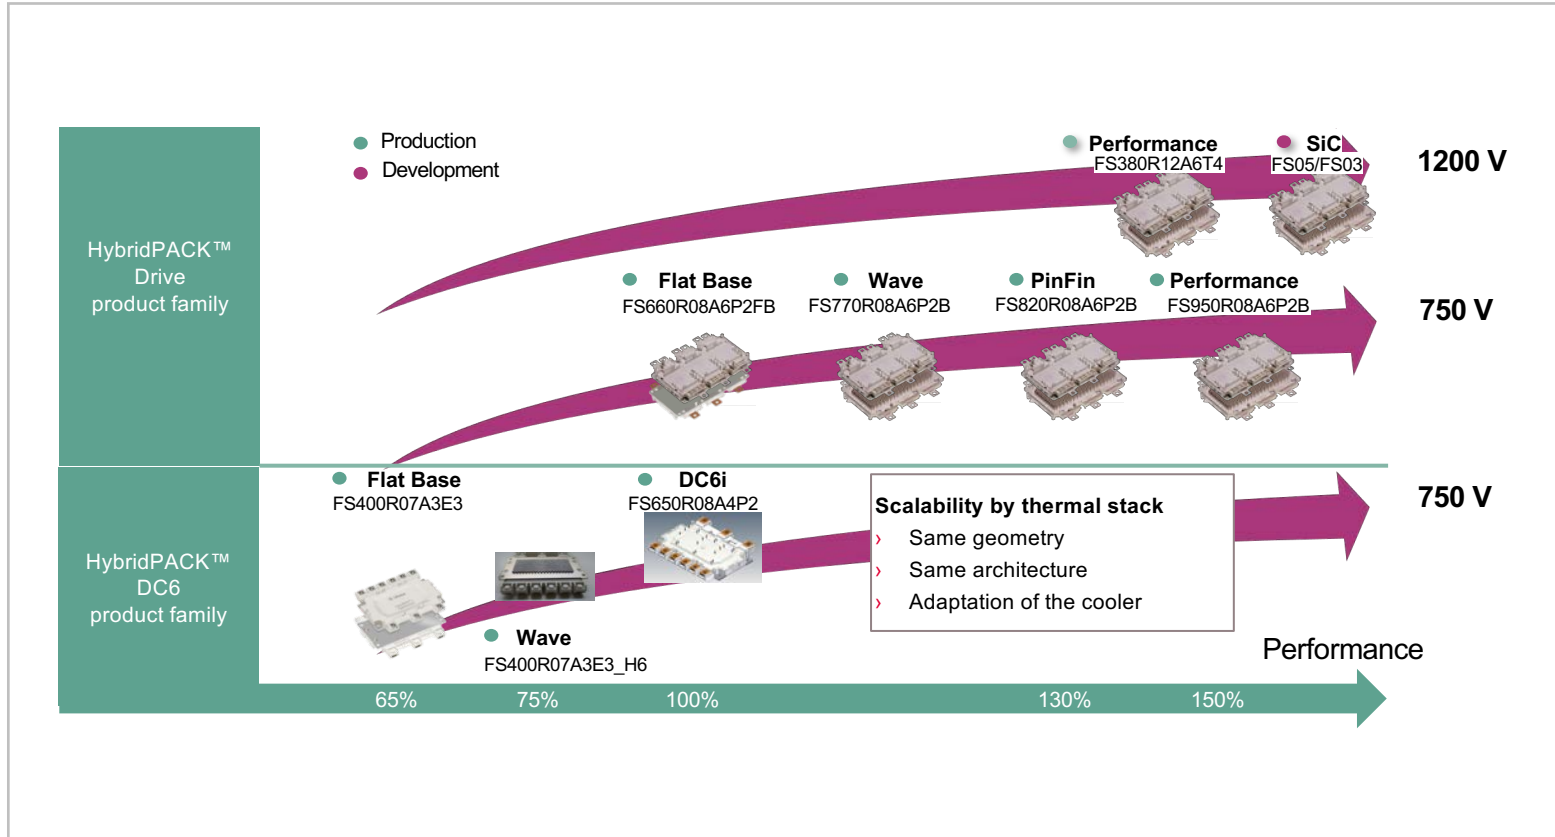 Production
Development
Performance
FS380R12A6T4
SiC
FS05/FS03
1200 V
HybridPACK™
Drive
product family
Flat Base
FS660R08A6P2FB
Wave
FS770R08A6P2B
PinFin
FS820R08A6P2B
Performance
FS950R08A6P2B
750 V
Flat Base
FS400R07A3E3
DC6i
FS650R08A4P2
750 V
HybridPACK™
DC6
product family
Wave
FS400R07A3E3_H6
Scalability by thermal stack
› Same geometry
› Same architecture
› Adaptation of the cooler
Performance
65% 75% 100% 130% 150%